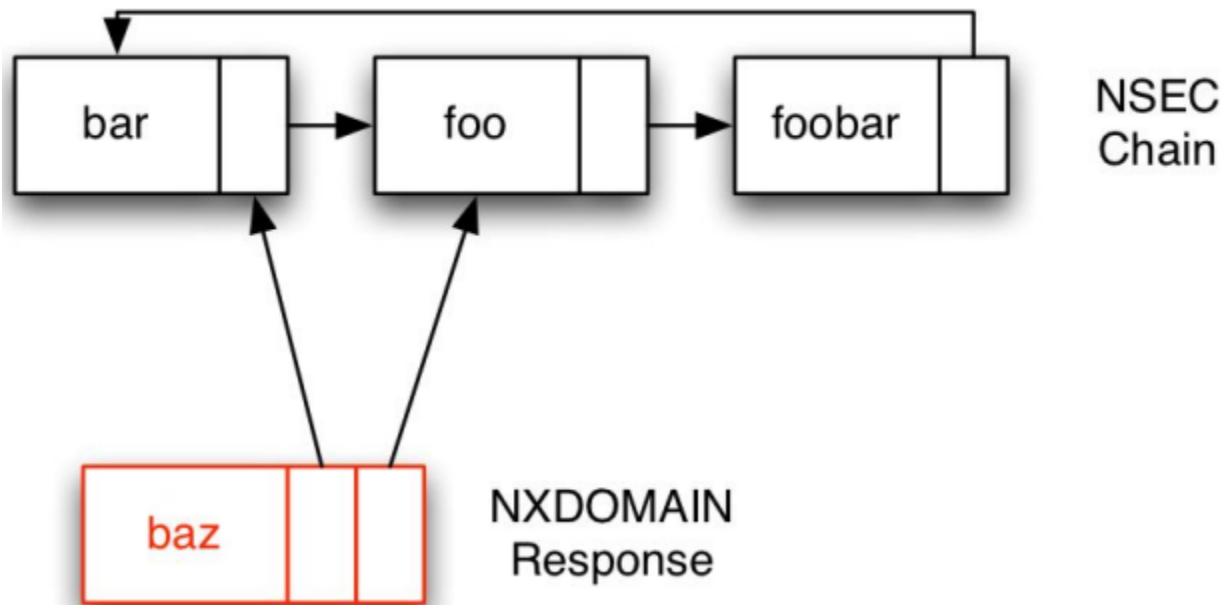 bar
foo
foobar
NSEC
Chain
baz
NXDOMAIN
Response